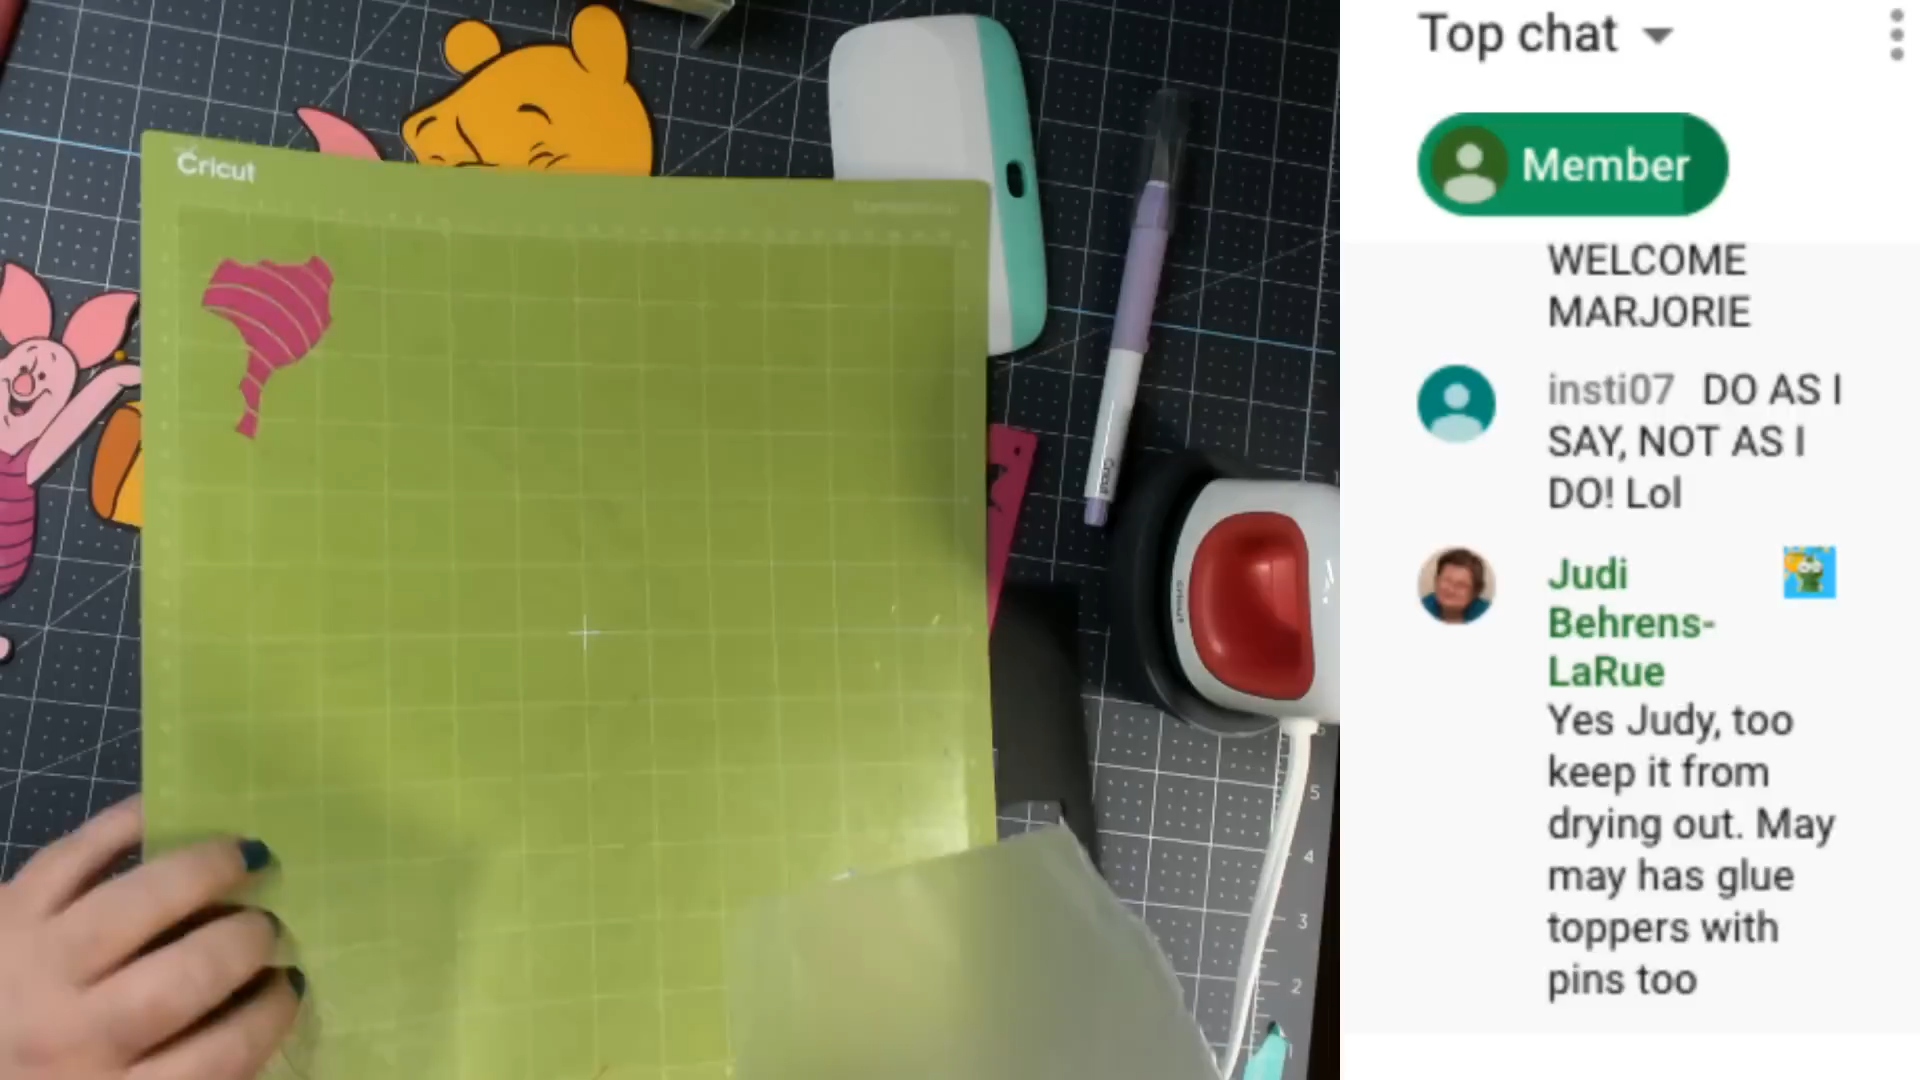 Cricut
Cricut
cricut
5
4
3
2
1
Top chat
Member
WELCOME
MARJORIE
insti07 DO AS I
SAY, NOT AS I
DO! Lol
Judi
Behrens-
LaRue
Yes Judy, too
keep it from
drying out. May
may has glue
toppers with
pins too